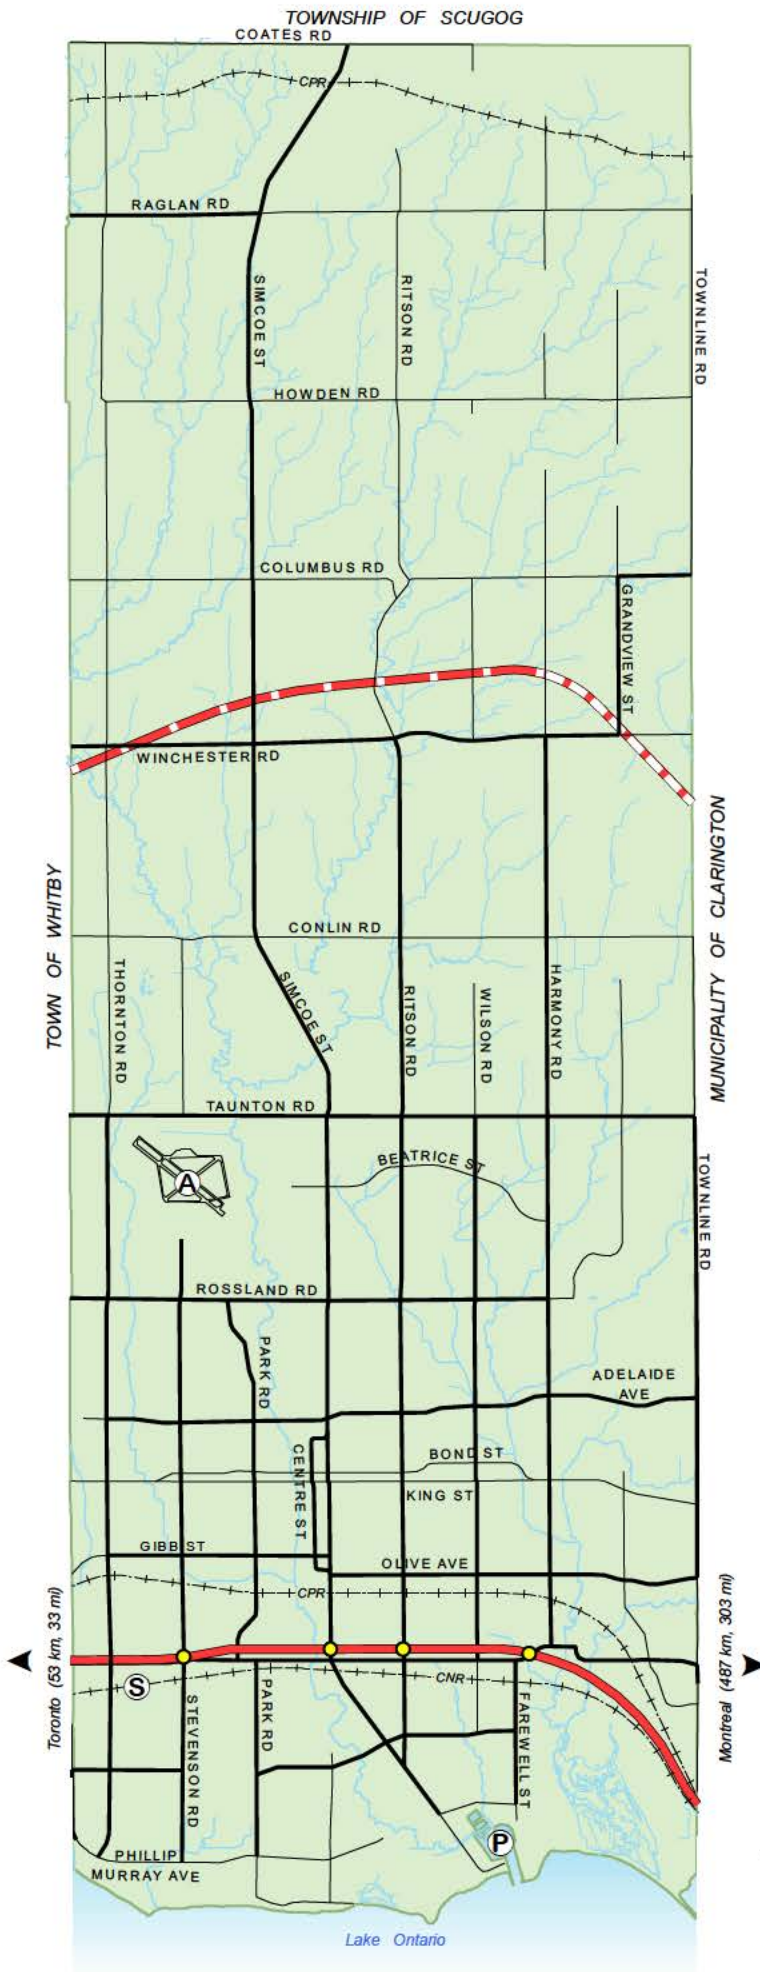 TOWNSHIP OF SCUGOG
COATES RD
CPR
RAGLAN RD
SIMCOE ST
RITSON RD
TOWNLINE RD
HOWDEN RD
COLUMBUS RD
GRANDVIEW ST
WINCHESTER RD
TOWN OF WHITBY
MUNICIPALITY OF CLARINGTON
CONLIN RD
THORNTON RD
SIMCOE ST
RITSON RD
WILSON RD
HARMONY RD
TAUNTON RD
BEATRICE ST
A
TOWNLINE RD
ROSSLAND RD
PARK RD
ADELAIDE
AVE
CENTRE ST
BOND ST
KING ST
GIBB ST
OLIVE AVE
CPR
Toronto (53 km, 33 mi)
Montreal (487 km, 303 mi)
S
CNR
STEVENSON RD
PARK RD
FAREWELL ST
P
PHILLIP
MURRAY AVE
Lake Ontario